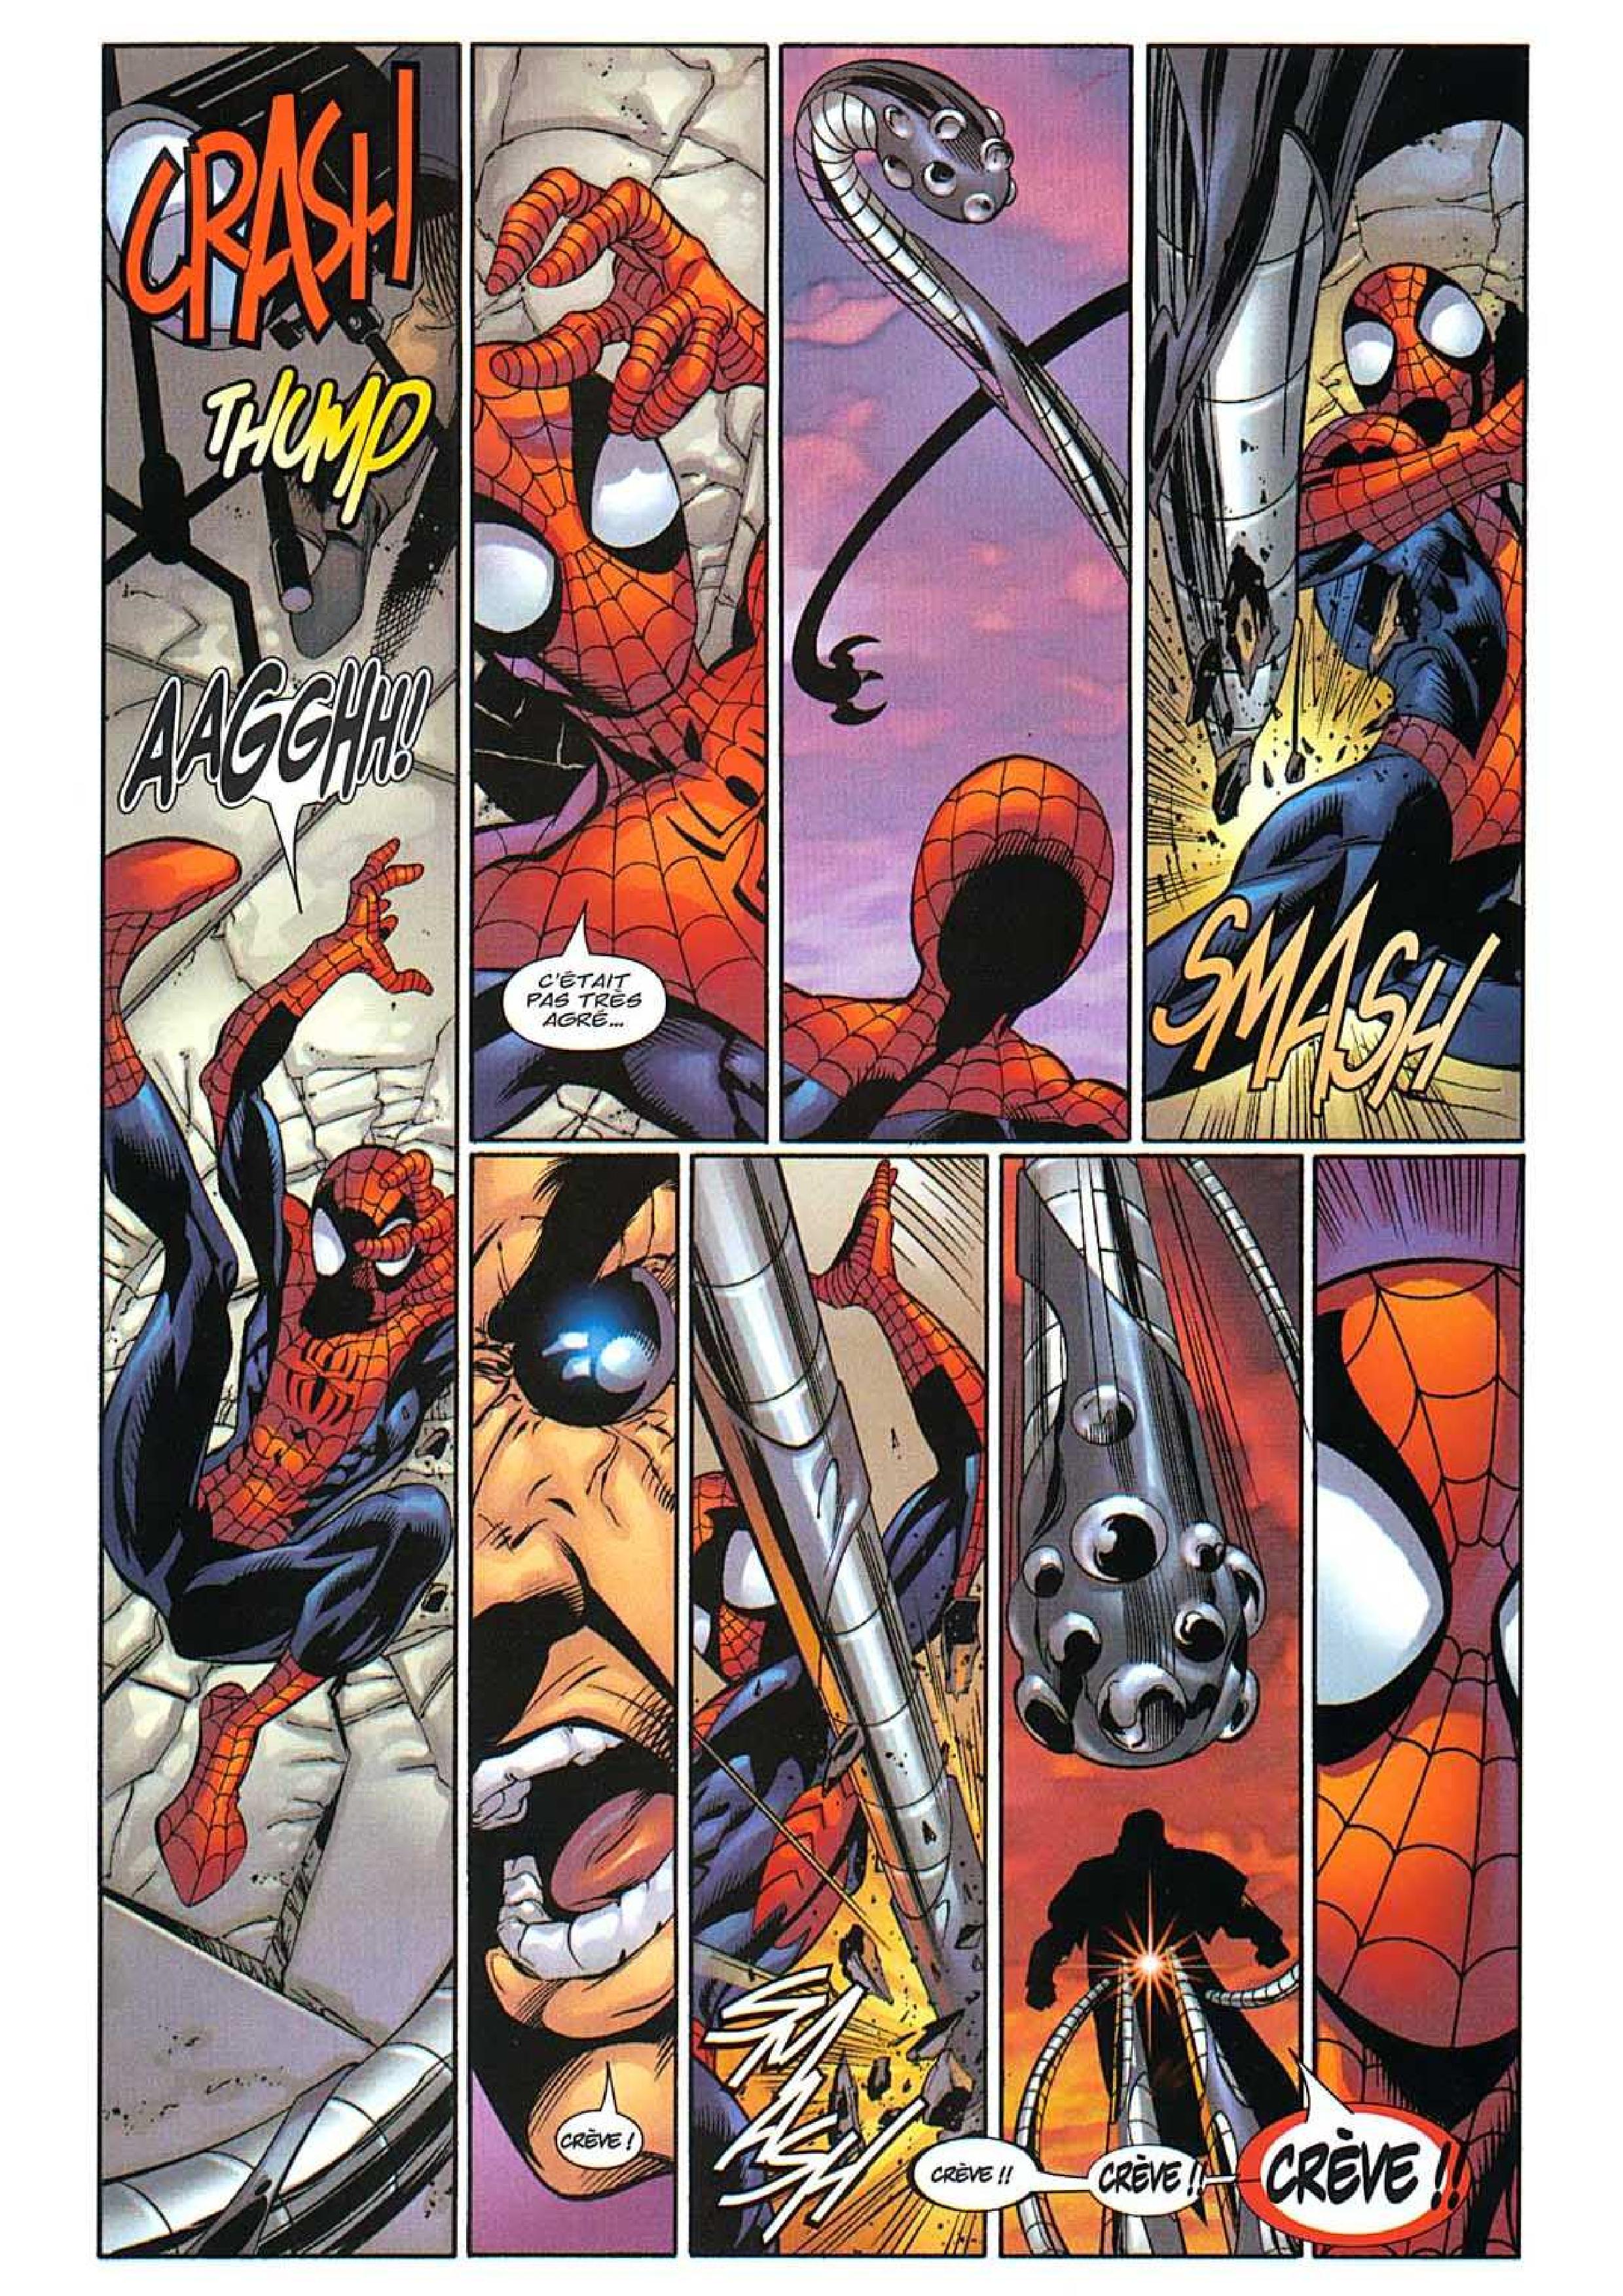 CRASH
THUMP
AAGGHH!!
C'ÉTAIT
PAS TRÈS
AGRÉ...
SMASH
CRÈVE !
SMASH
CRÈVE !!
CRÈVE !!
CRÈVE !!